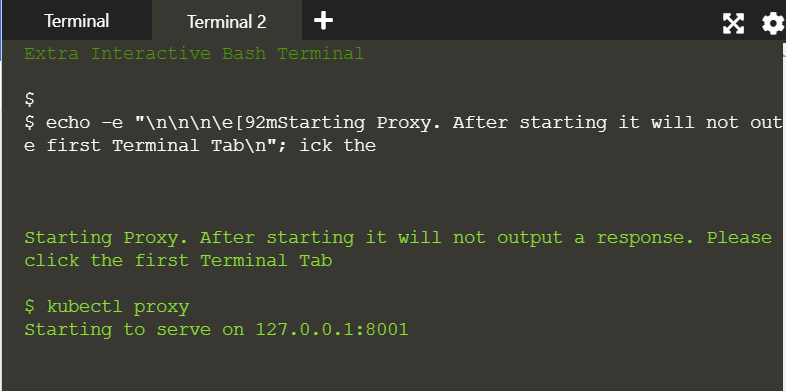 Terminal Terminal 2 +
Extra Interactive Bash Terminal
$
$ echo -e "\n\n\n\e[92mStarting Proxy. After starting it will not out
e first Terminal Tab\n"; ick the
Starting Proxy. After starting it will not output a response. Please
click the first Terminal Tab
$ kubectl proxy
Starting to serve on 127.0.0.1:8001